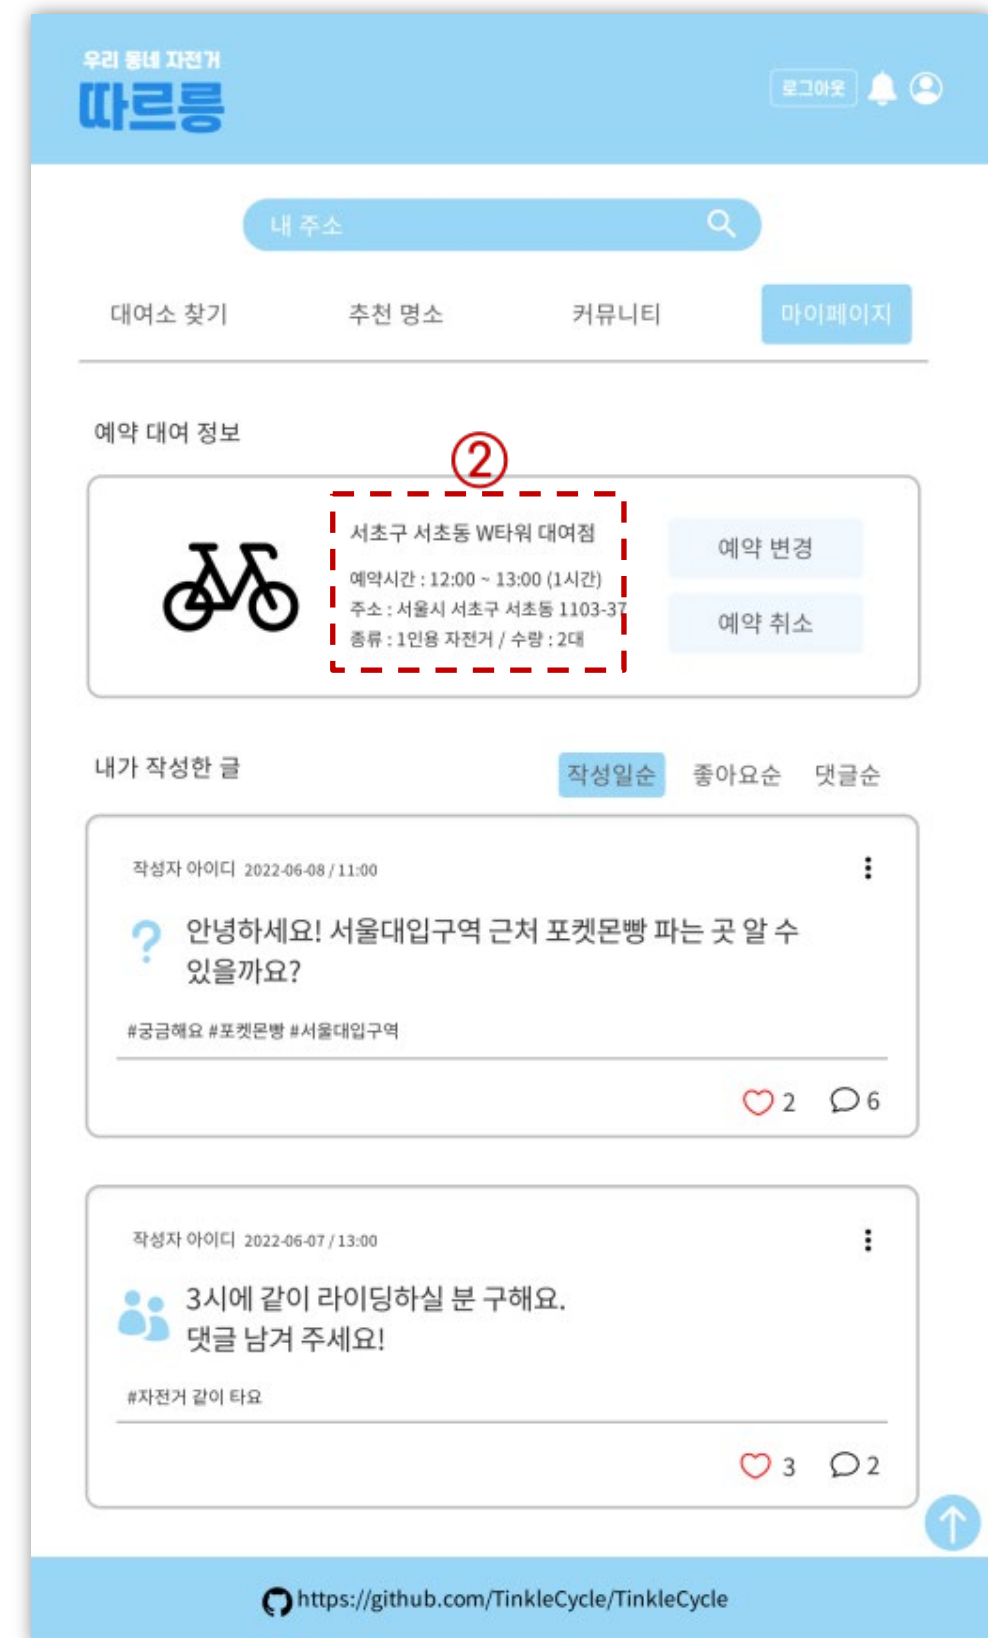 우리 동네 자전거
따르릉
로그아웃
내 주소
대여소 찾기
추천 명소
커뮤니티
마이페이지
예약 대여 정보
②
서초구 서초동 W타워 대여점
예약시간 : 12:00 ~ 13:00 (1시간)
주소 : 서울시 서초구 서초동 1103-37
종류 : 1인용 자전거 / 수량 : 2대
예약 변경
예약 취소
내가 작성한 글
작성일순
좋아요순
댓글순
작성자 아이디 2022-06-08 / 11:00
안녕하세요! 서울대입구역 근처 포켓몬빵 파는 곳 알 수
있을까요?
#궁금해요 #포켓몬빵 #서울대입구역
2
6
작성자 아이디 2022-06-07 / 13:00
3시에 같이 라이딩하실 분 구해요.
댓글 남겨 주세요!
#자전거 같이 타요
3
2
https://github.com/TinkleCycle/TinkleCycle